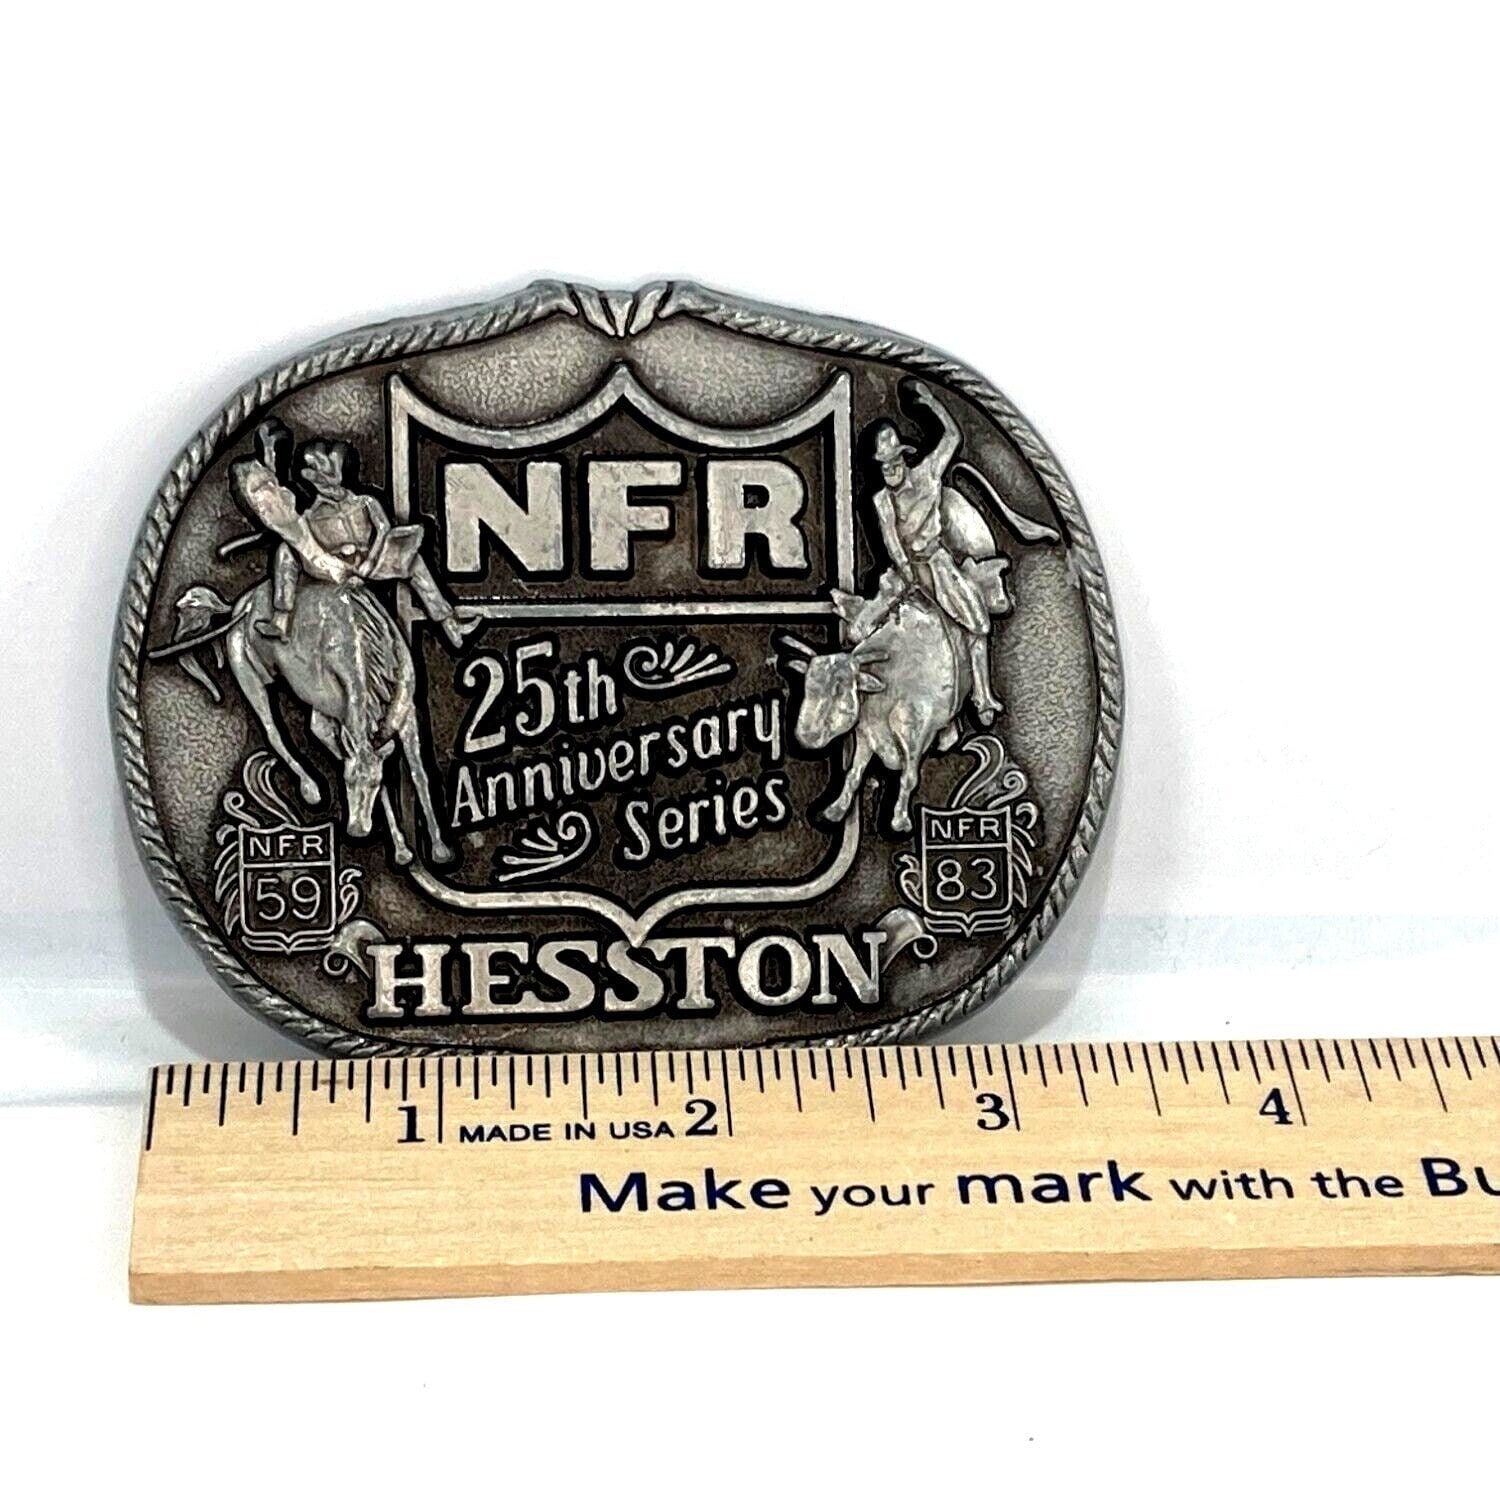 NFR
25th
Anniversary
Series
NFR NFR
'59 83
HESSTON
1 MADE IN USA 2 3 4
Make your mark with the